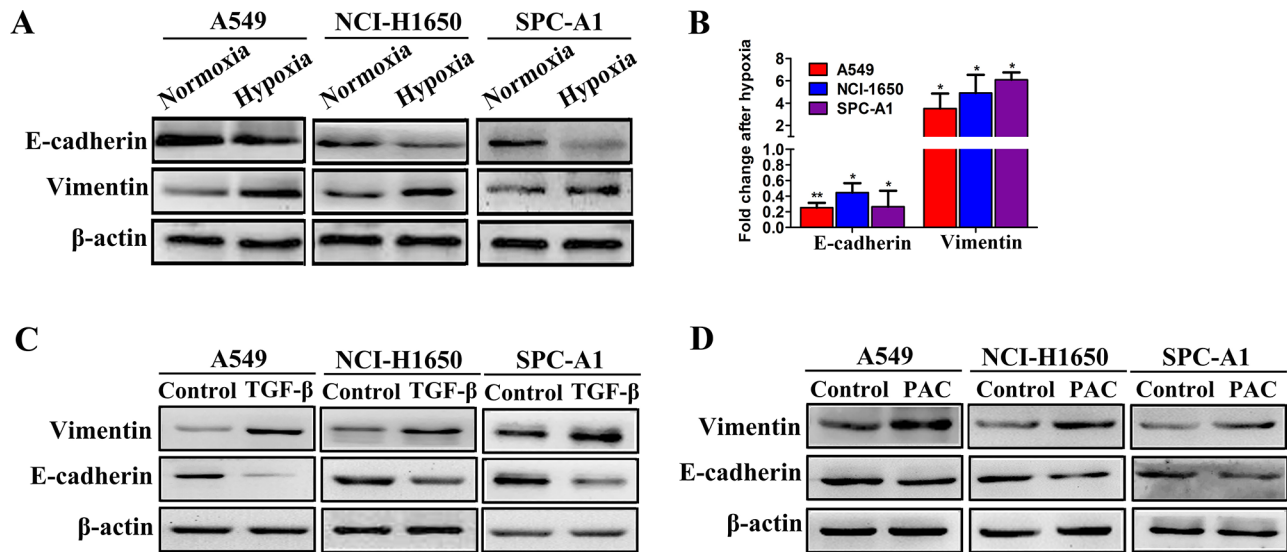 A
A549 NCI-H1650 SPC-A1
Normoxia Hypoxia Normoxia Hypoxia Normoxia Hypoxia
E-cadherin
Vimentin
β-actin
B
Fold change after hypoxia
8
6
4
2
1.0
0.8
0.6
0.4
0.2
0.0
A549
NCI-1650
SPC-A1
* * *
** * *
E-cadherin Vimentin
C
A549 NCI-H1650 SPC-A1
Control TGF-β Control TGF-β Control TGF-β
Vimentin
E-cadherin
β-actin
D
A549 NCI-H1650 SPC-A1
Control PAC Control PAC Control PAC
Vimentin
E-cadherin
β-actin